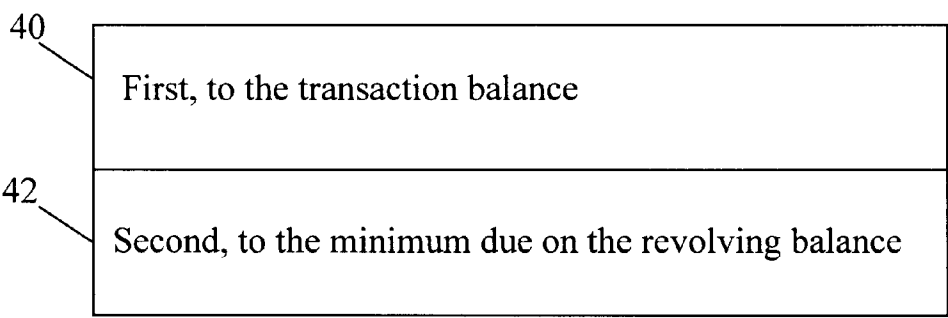 40
First, to the transaction balance
42
Second, to the minimum due on the revolving balance